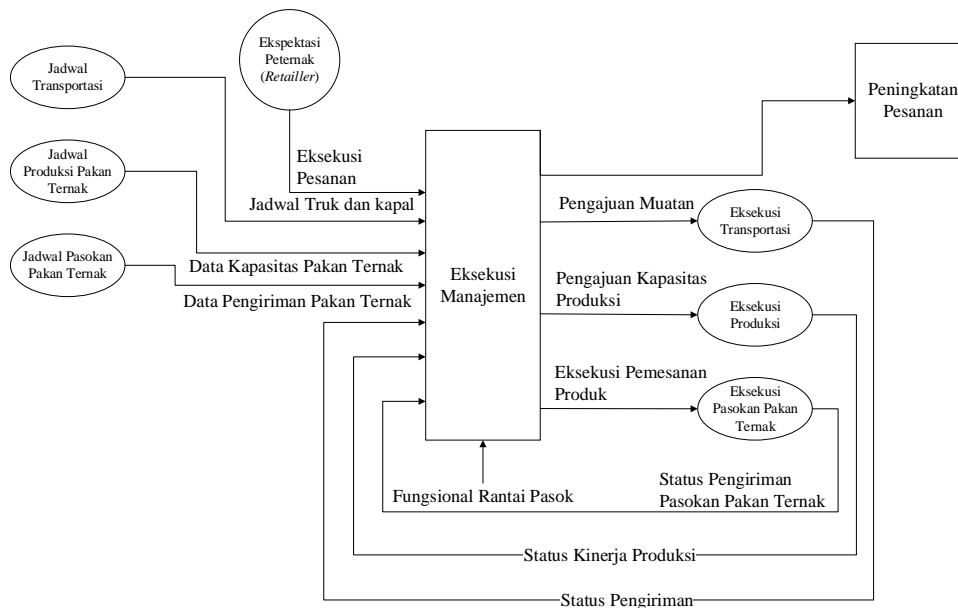 Ekspektasi
Peternak
(Retailler)
Jadwal
Transportasi
Peningkatan
Pesanan
Jadwal
Produksi Pakan
Ternak
Eksekusi
Pesanan
Jadwal Truk dan kapal
Pengajuan Muatan
Eksekusi
Transportasi
Jadwal Pasokan
Pakan Ternak
Data Kapasitas Pakan Ternak
Data Pengiriman Pakan Ternak
Eksekusi
Manajemen
Pengajuan Kapasitas
Produksi
Eksekusi
Produksi
Eksekusi Pemesanan
Produk
Eksekusi
Pasokan Pakan
Ternak
Fungsional Rantai Pasok
Status Pengiriman
Pasokan Pakan Ternak
Status Kinerja Produksi
Status Pengiriman